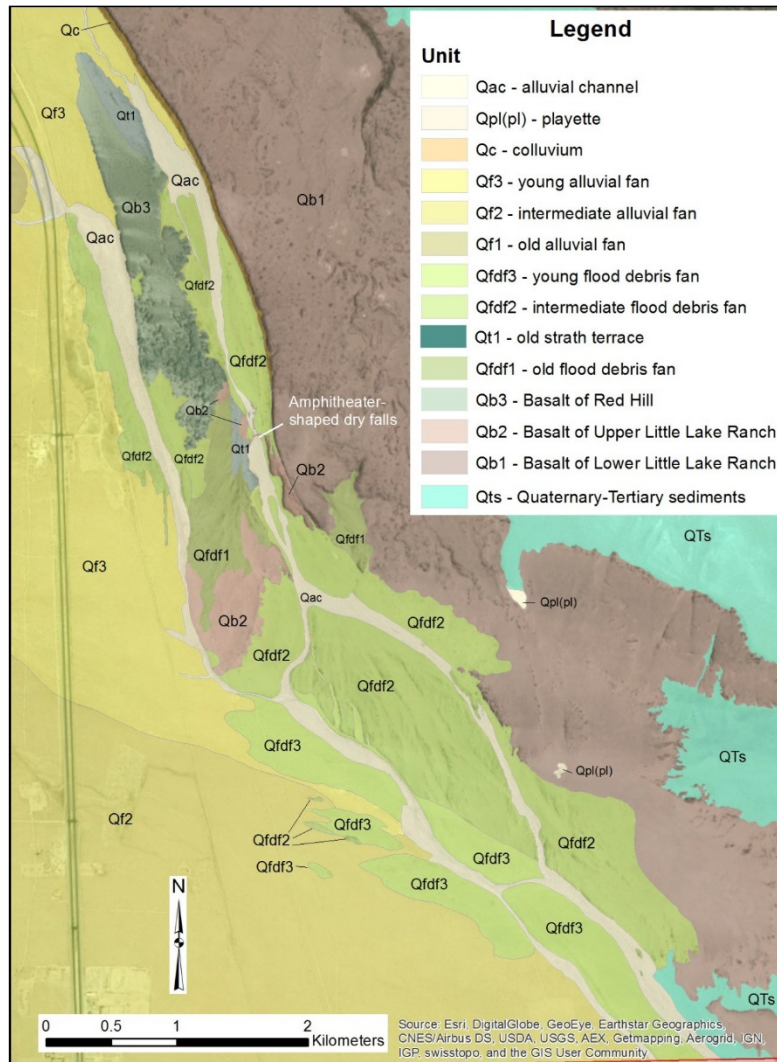 Legend
Unit
Qac - alluvial channel
Qpl(pl) - playette
Qc - colluvium
Qf3 - young alluvial fan
Qf2 - intermediate alluvial fan
Qf1 - old alluvial fan
Qfdf3 - young flood debris fan
Qfdf2 - intermediate flood debris fan
Qt1 - old strath terrace
Qfdf1 - old flood debris fan
Qb3 - Basalt of Red Hill
Qb2 - Basalt of Upper Little Lake Ranch
Qb1 - Basalt of Lower Little Lake Ranch
Qts - Quaternary-Tertiary sediments
Qc
Qf3
Qt1
Qac
Qb1
Qb3
Qac
Qfdf2
Qfdf2
Amphitheater-
shaped dry falls
Qb2
Qt1
Qfdf2
Qfdf2
Qb2
QTs
Qfdf1
Qfdf1
Qf3
Qac
Qpl(pl)
Qb2
Qfdf2
Qfdf2
Qfdf2
Qfdf3
QTs
Qpl(pl)
Qf2
Qfdf2
Qfdf3
Qfdf2
Qfdf3
Qfdf3
Qfdf3
Qfdf3
N
QTs
0 0.5 1 2
Kilometers
Source: Esri, DigitalGlobe, GeoEye, Earthstar Geographics,
CNES/Airbus DS, USDA, USGS, AEX, Getmapping, Aerogrid, IGN,
IGP, swisstopo, and the GIS User Community